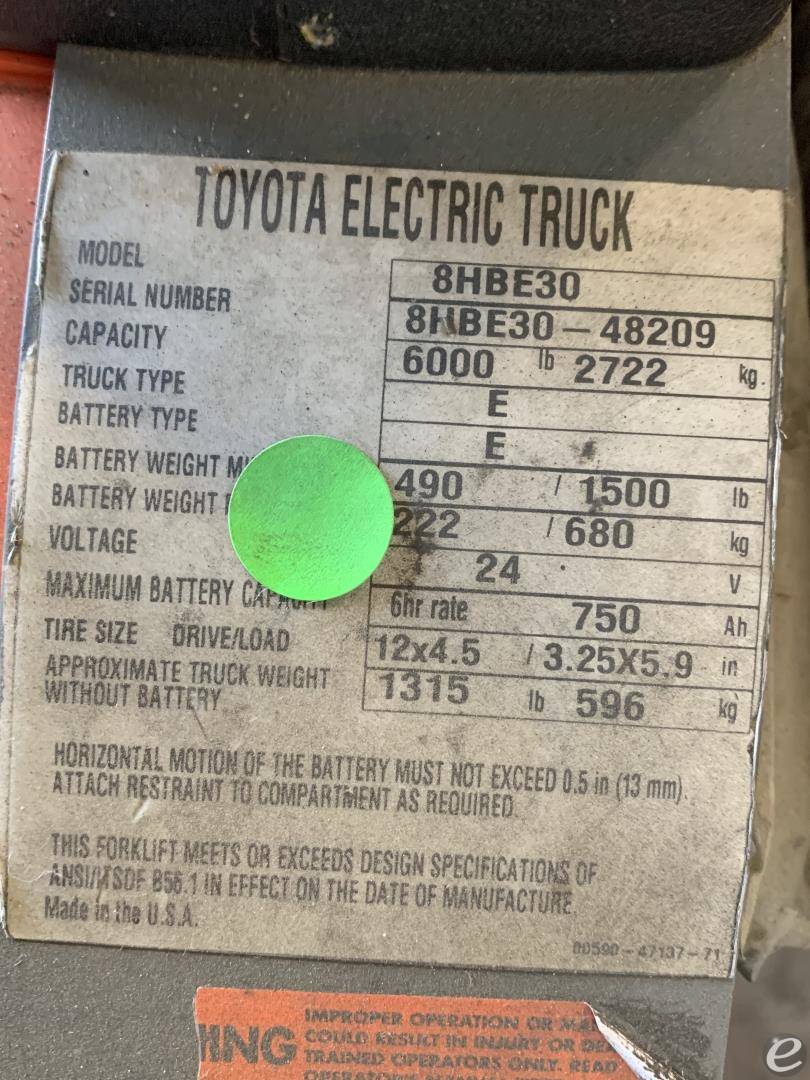 TOYOTA ELECTRIC TRUCK
MODEL 8HBE30
SERIAL NUMBER 8HBE30-48209
CAPACITY 6000 lb 2722 kg
TRUCK TYPE E
BATTERY TYPE E
BATTERY WEIGHT 490 / 1500 lb
BATTERY WEIGHT 222 / 680 kg
VOLTAGE 24 V
MAXIMUM BATTERY 6hr rate 750 Ah
TIRE SIZE DRIVE/LOAD 12x4.5 / 3.25X5.9 in
APPROXIMATE TRUCK WEIGHT
WITHOUT BATTERY 1315 lb 596 kg
HORIZONTAL MOTION OF THE BATTERY MUST NOT EXCEED 0.5 in (13 mm).
ATTACH RESTRAINT TO COMPARTMENT AS REQUIRED.
THIS FORKLIFT MEETS OR EXCEEDS DESIGN SPECIFICATIONS OF
ANSI/ITSDF B56.1 IN EFFECT ON THE DATE OF MANUFACTURE.
Made in the U.S.A.
00590-47137-71
IMPROPER OPERATION OR
COULD RESULT IN INJURY OR
TRAINED OPERATORS ONLY. READ
e